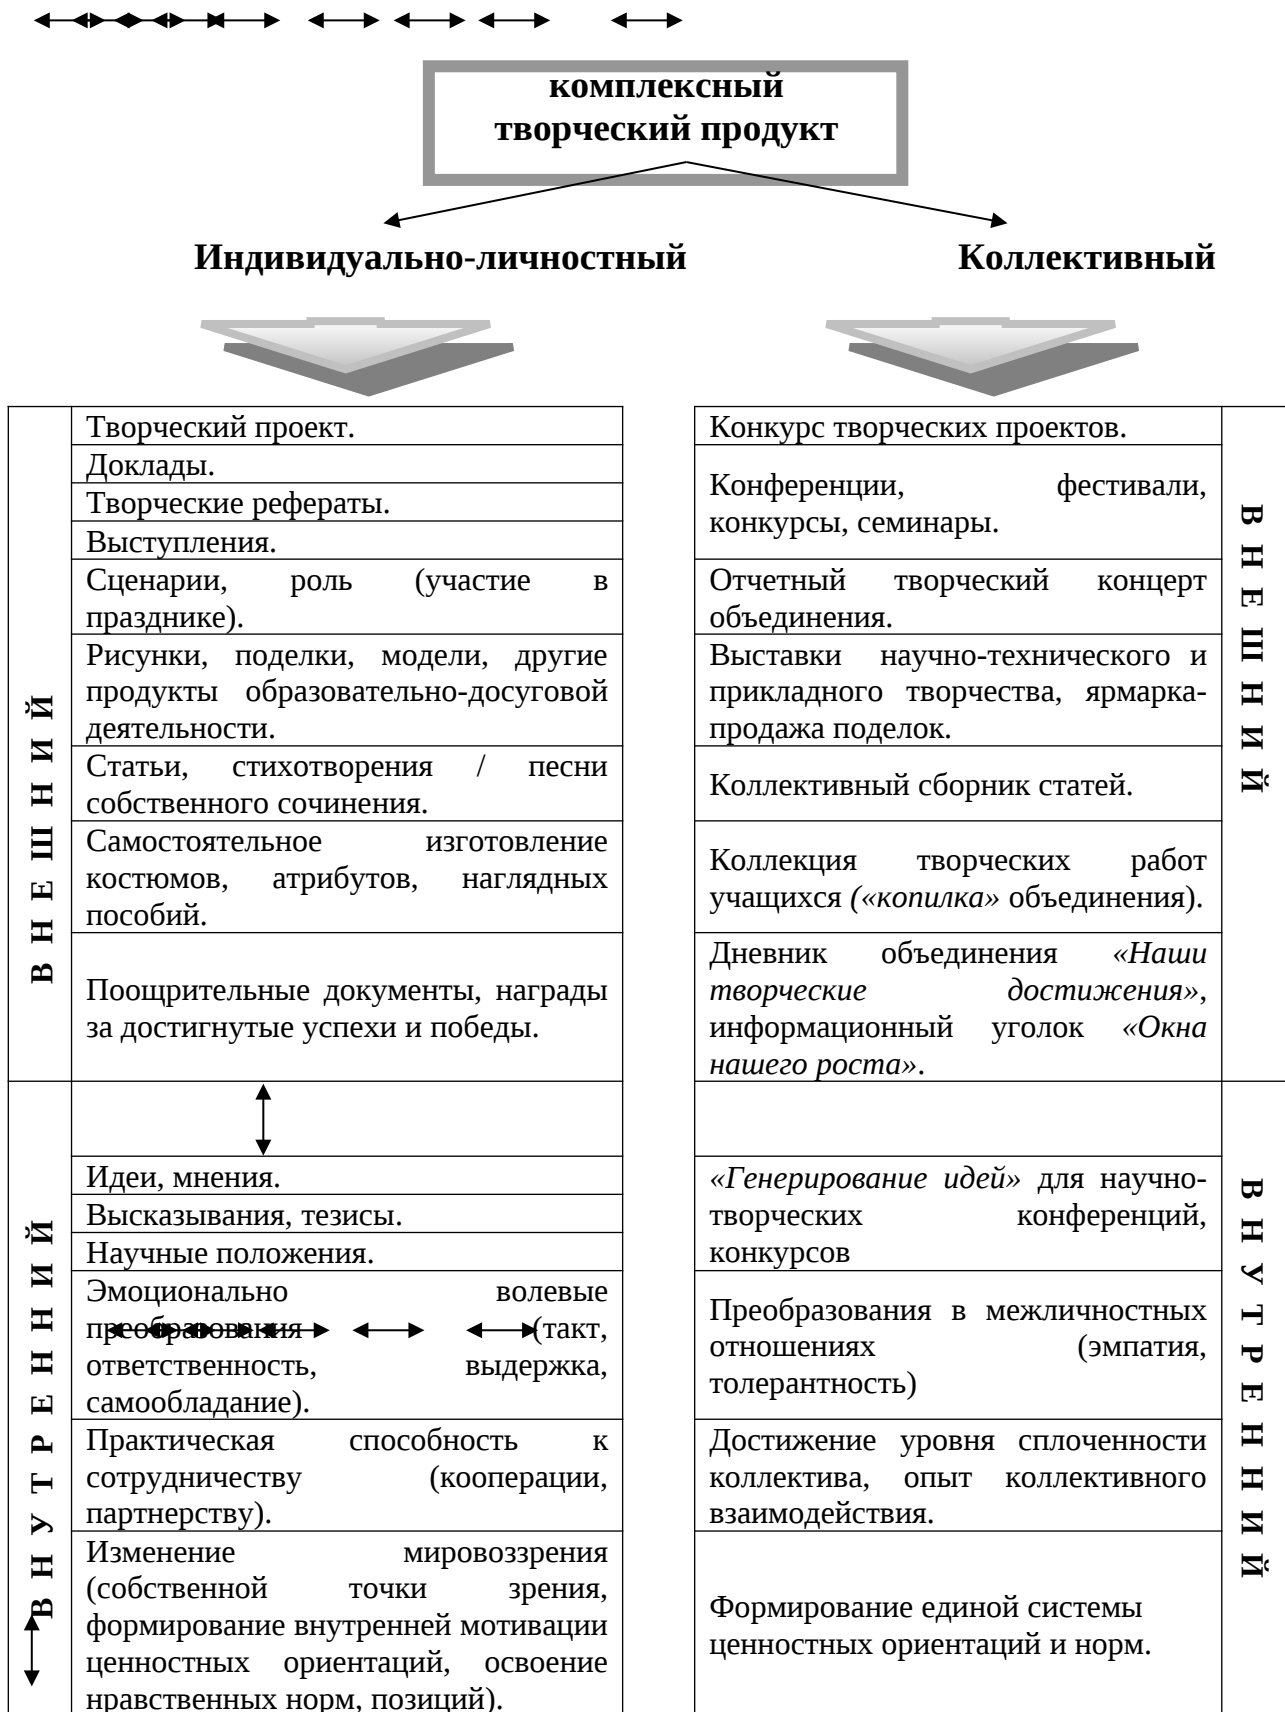 комплексный
творческий продукт
Индивидуально-личностный
Коллективный
ВНЕШНИЙ
Творческий проект.
Доклады.
Творческие рефераты.
Выступления.
Сценарии, роль (участие в
празднике).
Рисунки, поделки, модели, другие
продукты образовательно-досуговой
деятельности.
Статьи, стихотворения / песни
собственного сочинения.
Самостоятельное изготовление
костюмов, атрибутов, наглядных
пособий.
Поощрительные документы, награды
за достигнутые успехи и победы.
Конкурс творческих проектов.
Конференции, фестивали,
конкурсы, семинары.
Отчетный творческий концерт
объединения.
Выставки научно-технического и
прикладного творчества, ярмарка-
продажа поделок.
Коллективный сборник статей.
Коллекция творческих работ
учащихся («копилка» объединения).
Дневник объединения «Наши
творческие достижения»,
информационный уголок «Окна
нашего роста».
ВНЕШНИЙ
ВНУТРЕННИЙ
Идеи, мнения.
Высказывания, тезисы.
Научные положения.
Эмоционально волевые
преобразования (такт,
ответственность, выдержка,
самообладание).
Практическая способность к
сотрудничеству (кооперации,
партнерству).
Изменение мировоззрения
(собственной точки зрения,
формирование внутренней мотивации
ценностных ориентаций, освоение
нравственных норм, позиций).
«Генерирование идей» для научно-
творческих конференций,
конкурсов
Преобразования в межличностных
отношениях (эмпатия,
толерантность)
Достижение уровня сплоченности
коллектива, опыт коллективного
взаимодействия.
Формирование единой системы
ценностных ориентаций и норм.
ВНУТРЕННИЙ